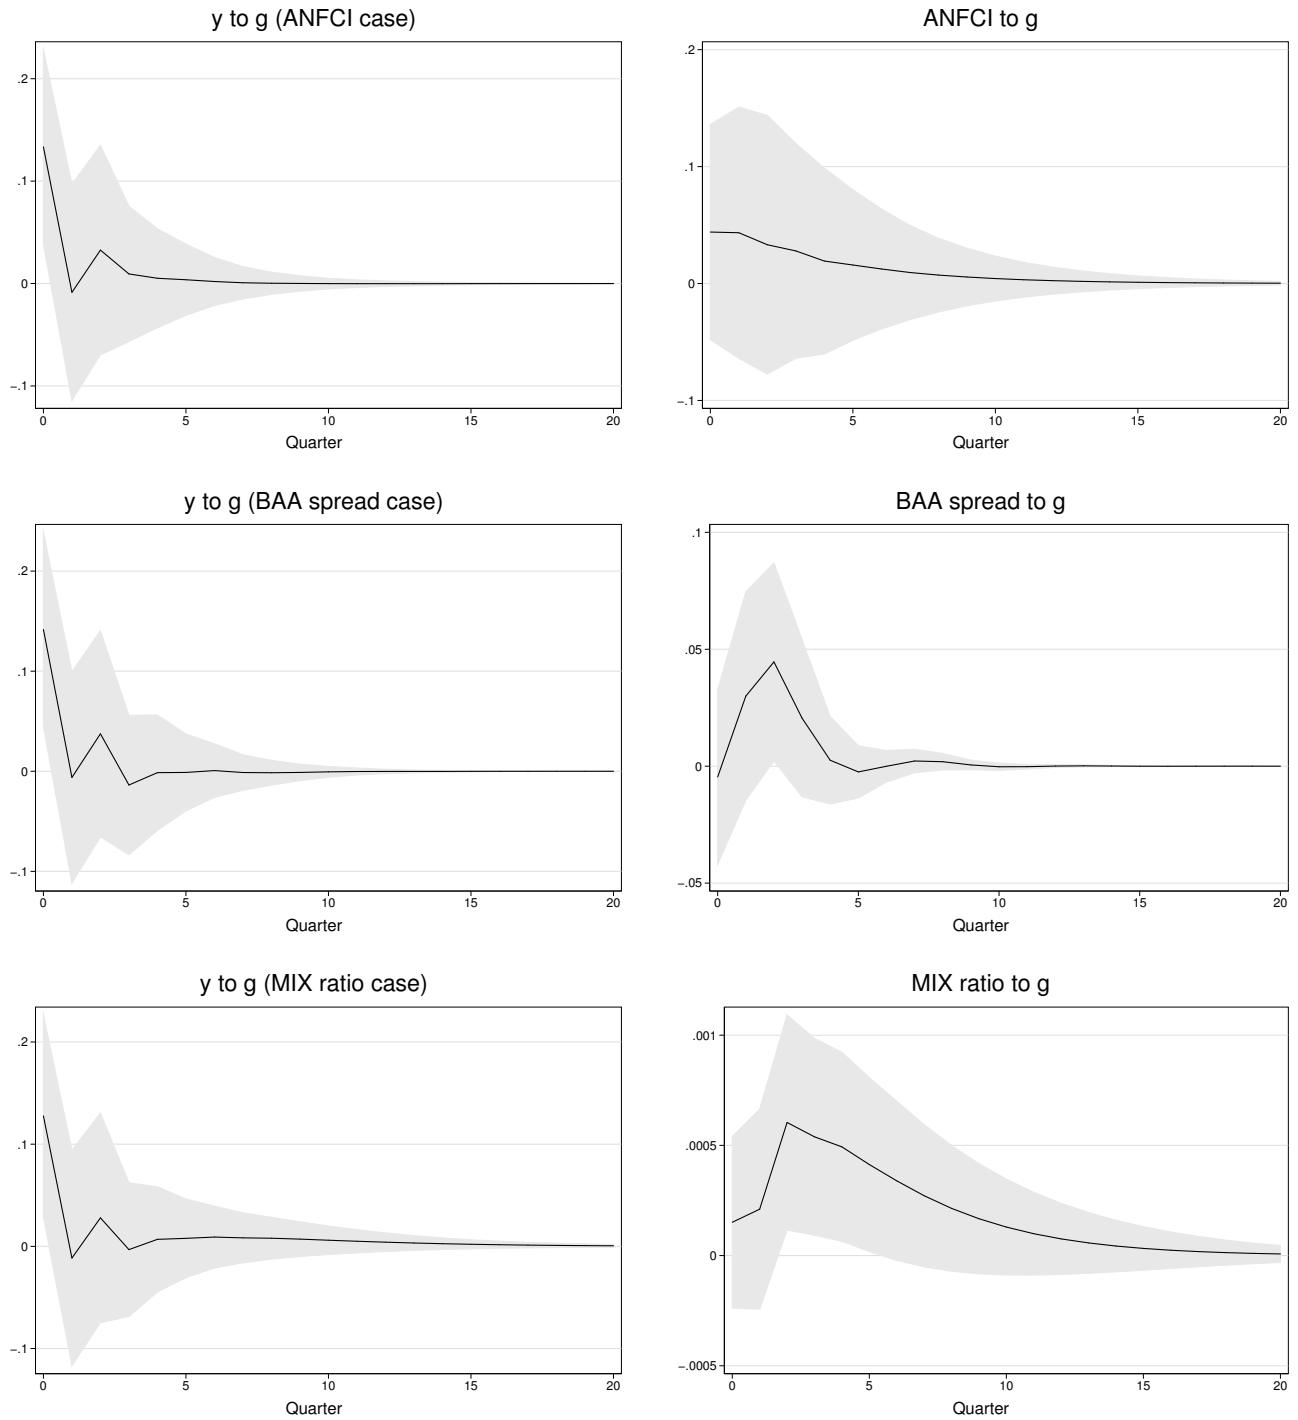 y to g (ANFCI case)
.2
.1
0
−.1
0 5 10 15 20
Quarter
ANFCI to g
.2
.1
0
−.1
0 5 10 15 20
Quarter
y to g (BAA spread case)
.2
.1
0
−.1
0 5 10 15 20
Quarter
BAA spread to g
.1
.05
0
−.05
0 5 10 15 20
Quarter
y to g (MIX ratio case)
.2
.1
0
−.1
0 5 10 15 20
Quarter
MIX ratio to g
.001
.0005
0
−.0005
0 5 10 15 20
Quarter